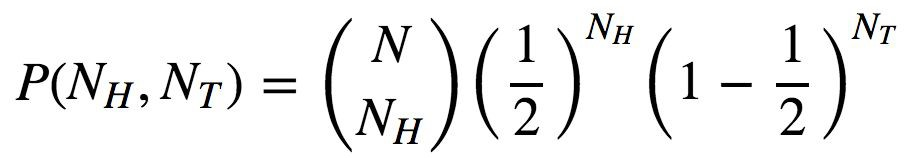 P(N_H, N_T) = \binom{N}{N_H} \left( \frac{1}{2} \right)^{N_H} \left( 1 - \frac{1}{2} \right)^{N_T}